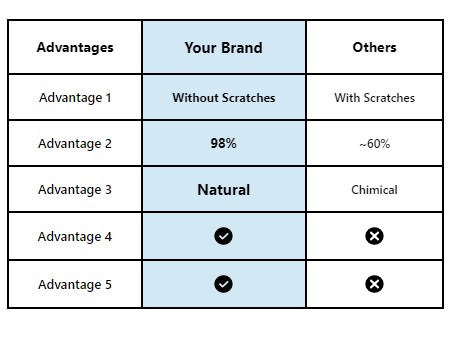 Advantages Your Brand Others
Advantage 1 Without Scratches With Scratches
Advantage 2 98% ~60%
Advantage 3 Natural Chimical
Advantage 4
Advantage 5